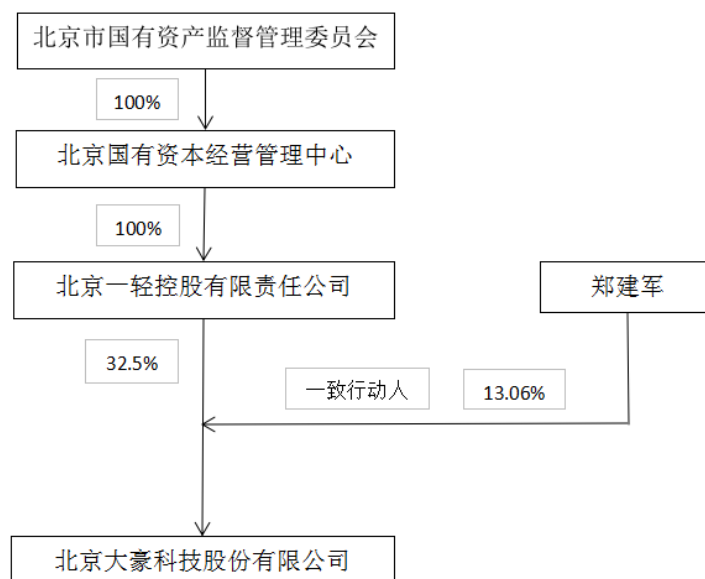 北京市国有资产监督管理委员会
100%
北京国有资本经营管理中心
100%
北京一轻控股有限责任公司
郑建军
32.5%
一致行动人
13.06%
北京大豪科技股份有限公司